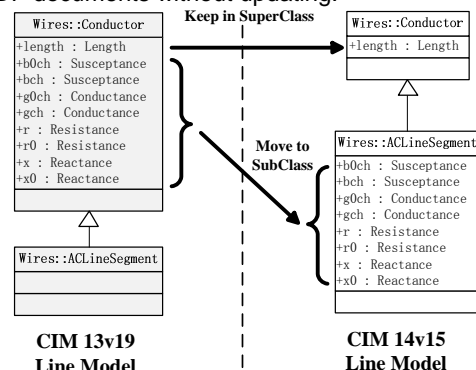 documents without updating.
Keep in SuperClass
Wires::Conductor
+length : Length
+b0ch : Susceptance
+bch : Susceptance
+g0ch : Conductance
+gch : Conductance
+r : Resistance
+r0 : Resistance
+x : Reactance
+x0 : Reactance
Wires::ACLineSegment
CIM 13v19
Line Model
Move to
SubClass
Wires::Conductor
+length : Length
Wires::ACLineSegment
+b0ch : Susceptance
+bch : Susceptance
+g0ch : Conductance
+gch : Conductance
+r : Resistance
+r0 : Resistance
+x : Reactance
+x0 : Reactance
CIM 14v15
Line Model